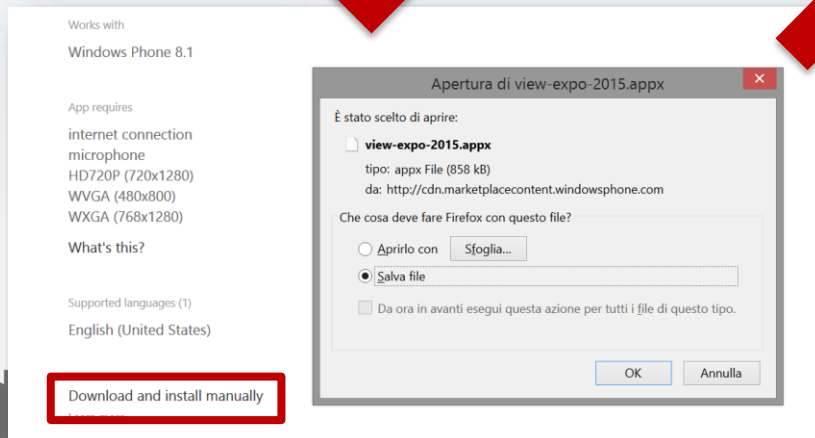 Works with
Windows Phone 8.1
App requires
internet connection
microphone
HD720P (720x1280)
WVGA (480x800)
WXGA (768x1280)
What's this?
Supported languages (1)
English (United States)
Download and install manually
Apertura di view-expo-2015.appx
È stato scelto di aprire:
view-expo-2015.appx
tipo: appx File (858 kB)
da: http://cdn.marketplacecontent.windowsphone.com
Che cosa deve fare Firefox con questo file?
Aprirlo con Sfoglia...
Salva file
Da ora in avanti esegui questa azione per tutti i file di questo tipo.
OK Annulla